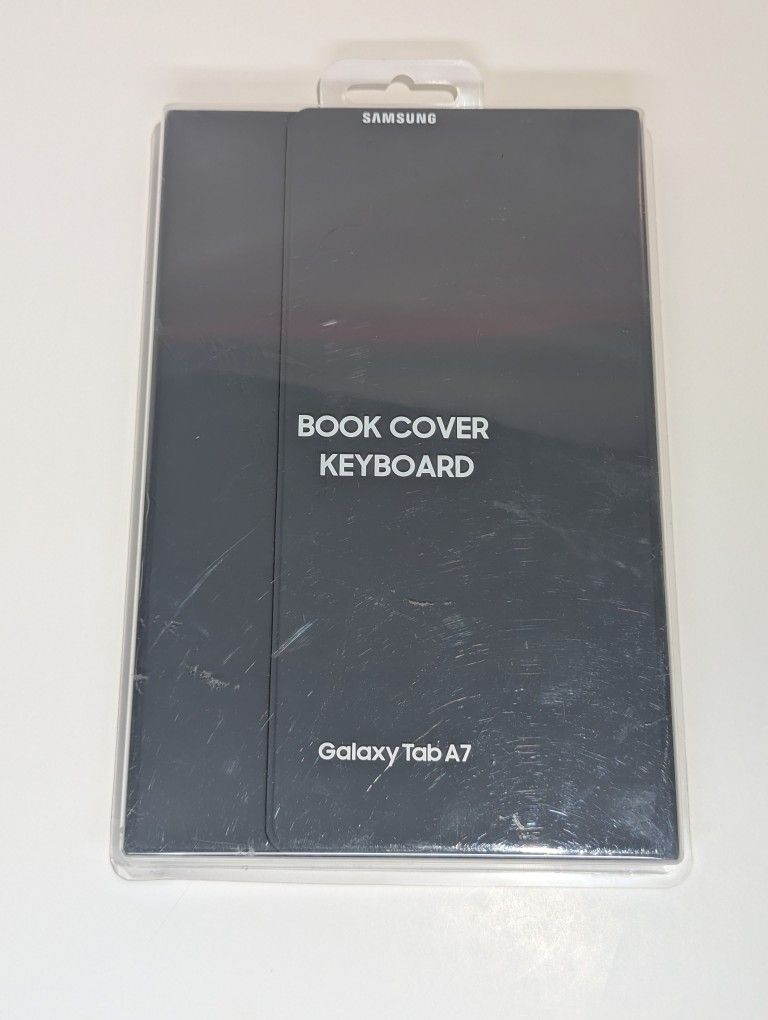 SAMSUNG
BOOK COVER
KEYBOARD
Galaxy Tab A7